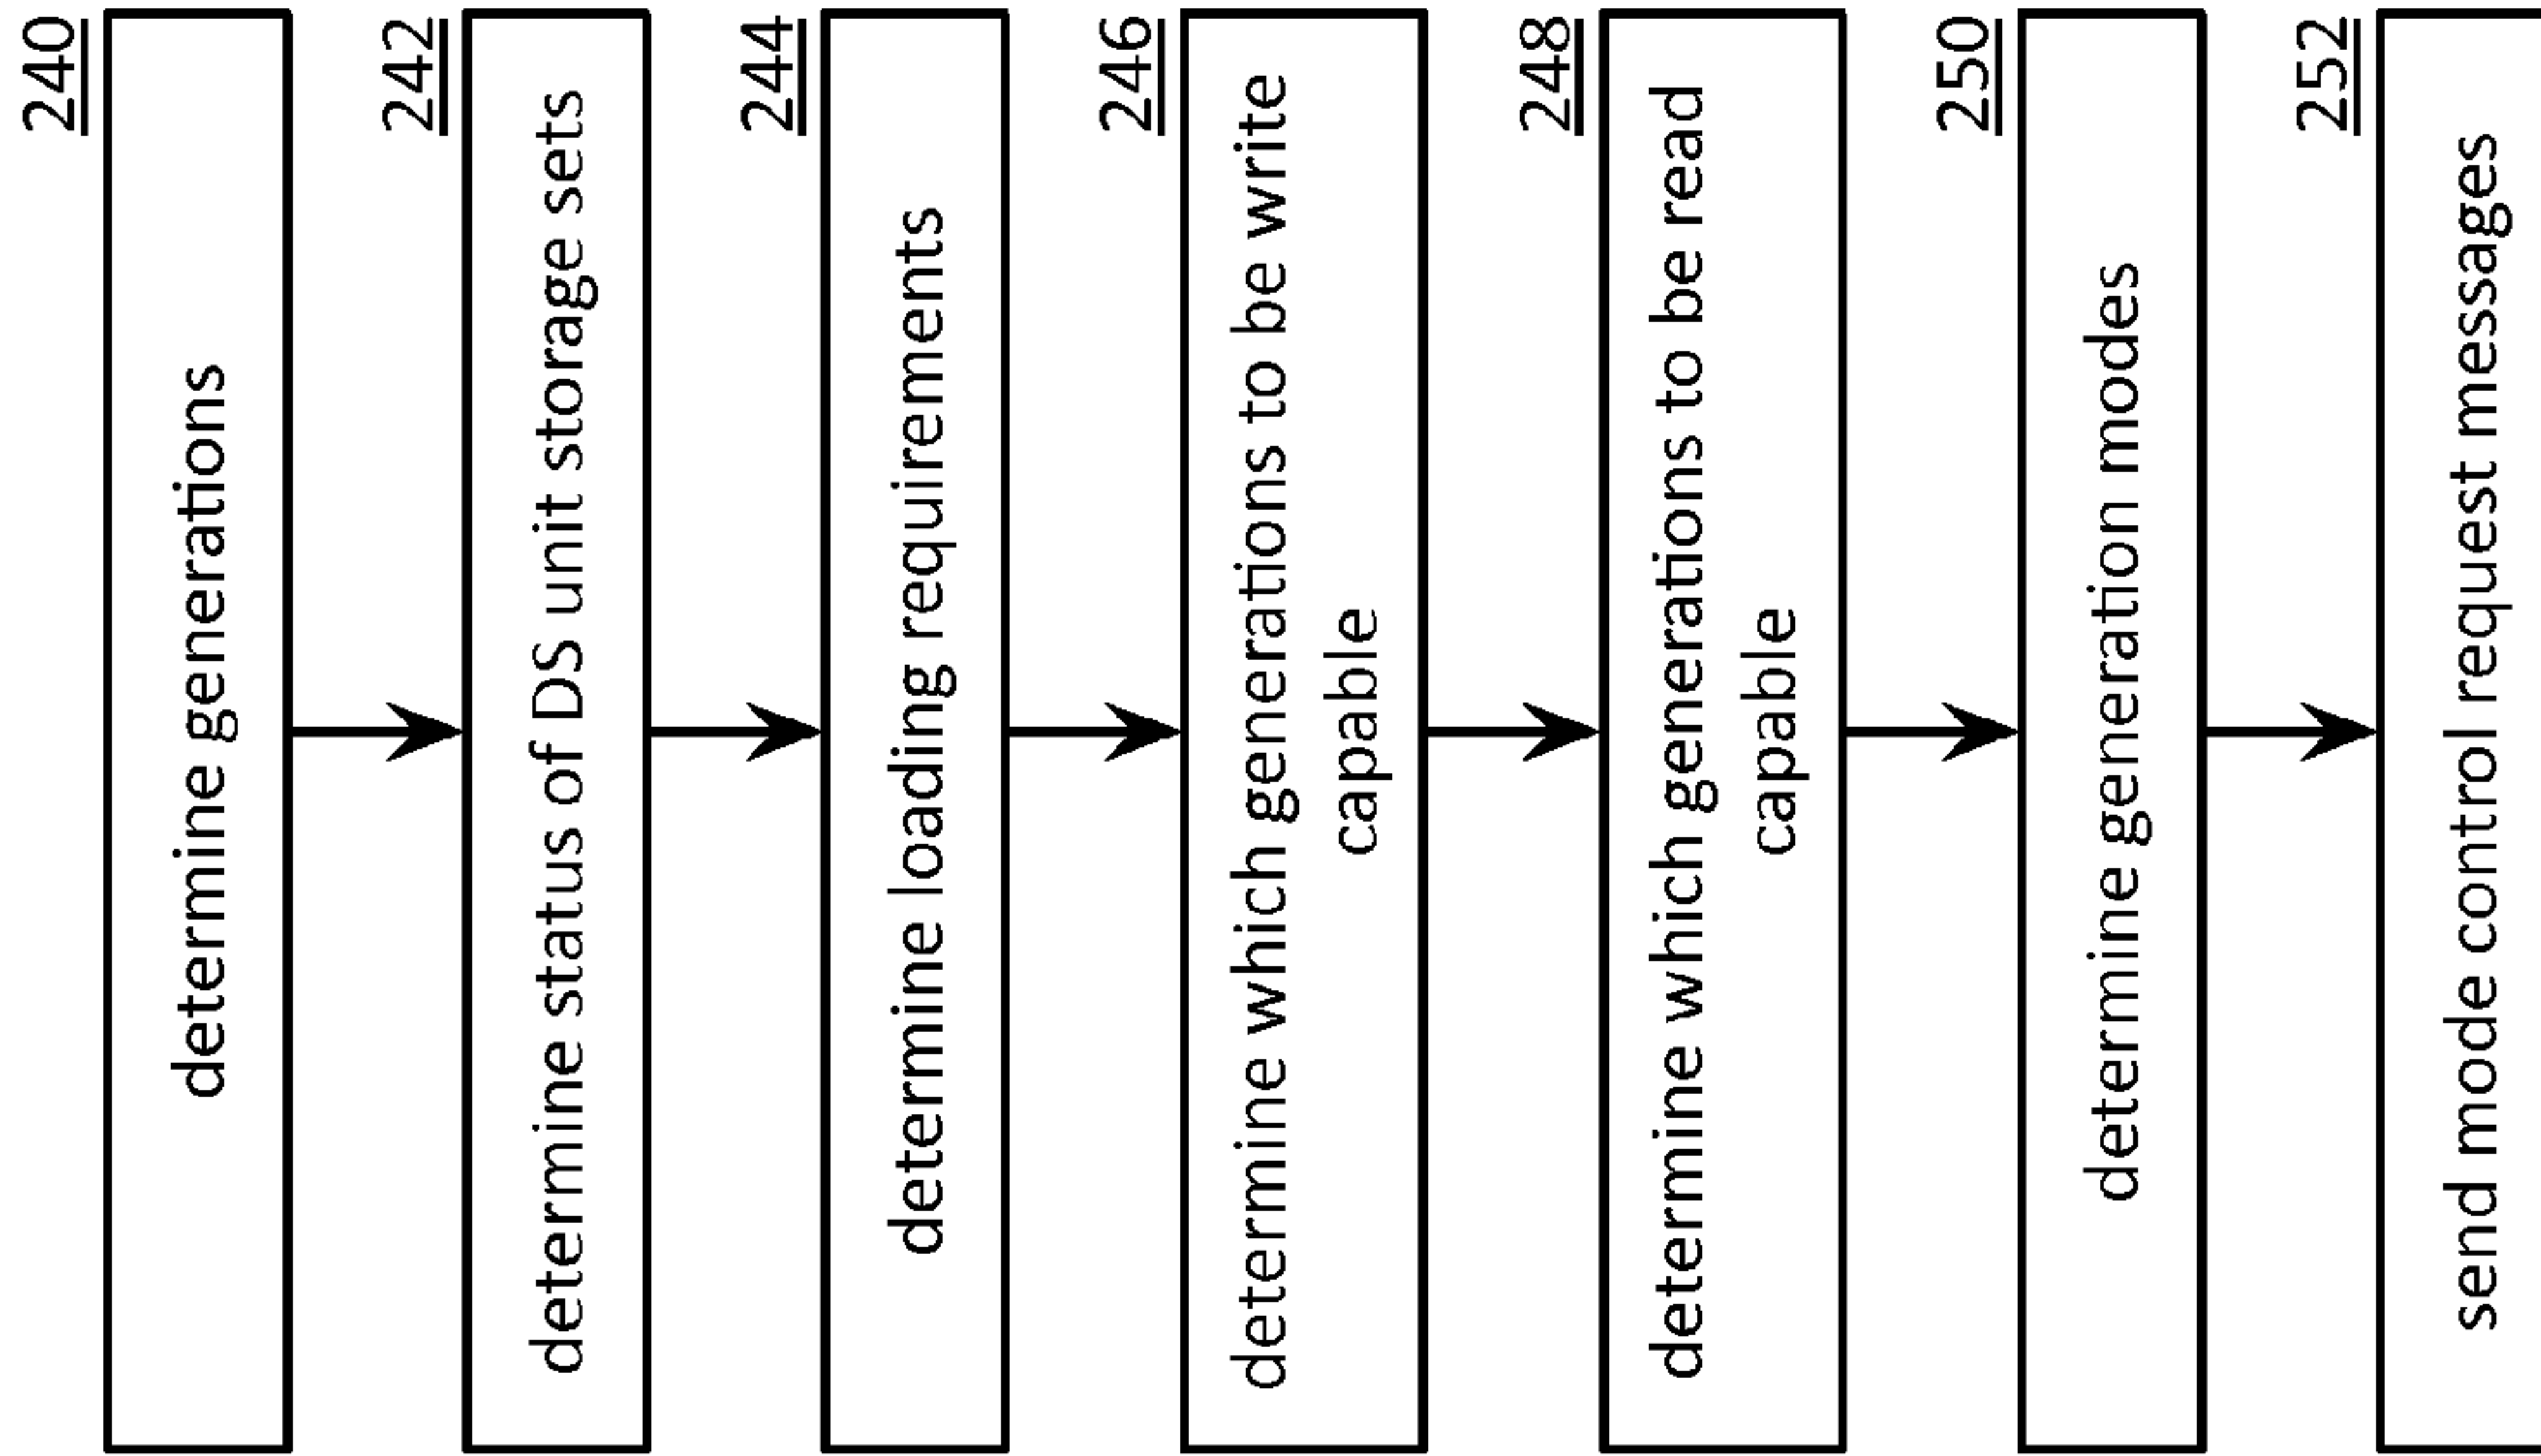 240
determine generations
242
determine status of DS unit storage sets
244
determine loading requirements
246
determine which generations to be write
capable
248
determine which generations to be read
capable
250
determine generation modes
252
send mode control request messages